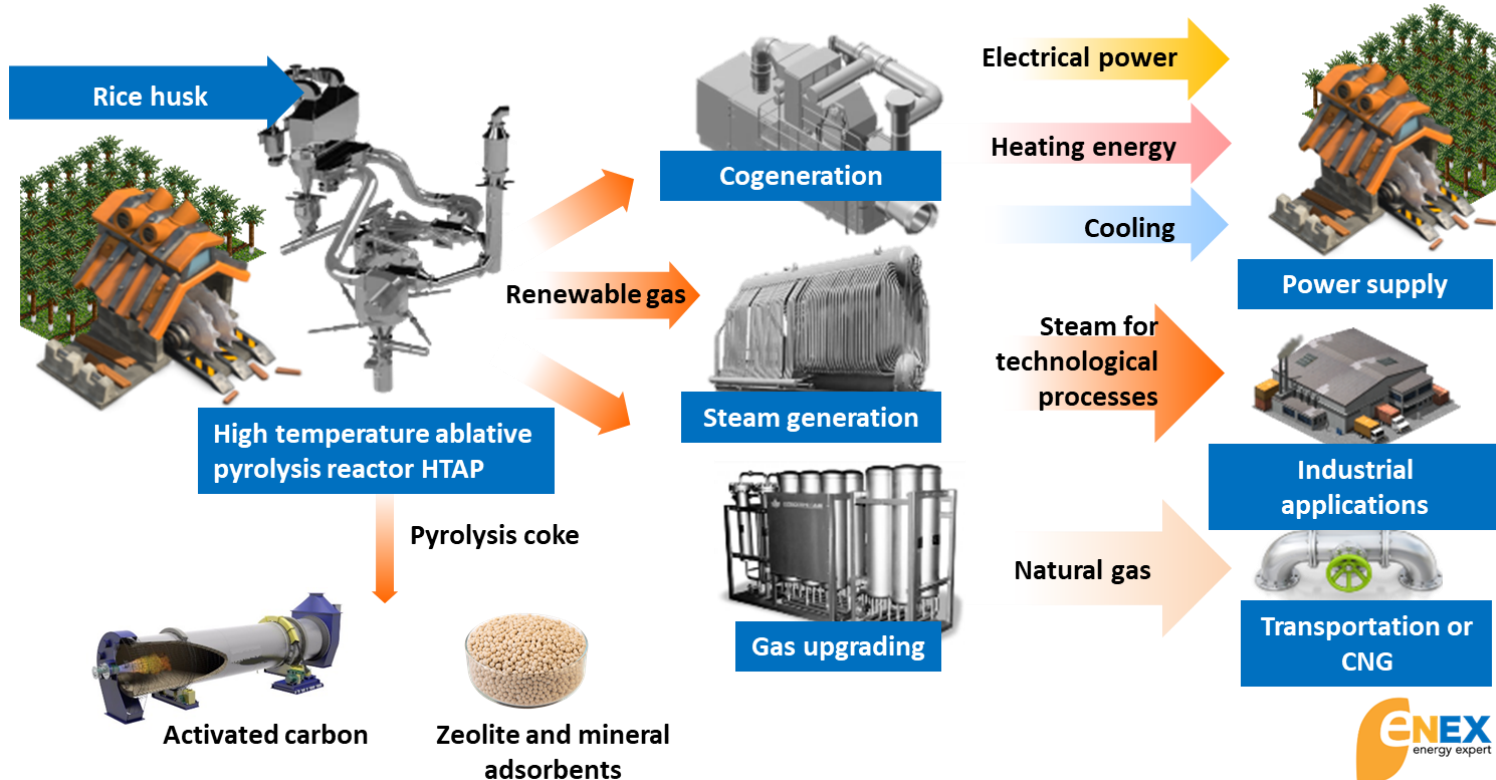 Rice husk
High temperature ablative
pyrolysis reactor HTAP
Pyrolysis coke
Activated carbon
Zeolite and mineral
adsorbents
Renewable gas
Cogeneration
Steam generation
Gas upgrading
Electrical power
Heating energy
Cooling
Power supply
Steam for
technological
processes
Industrial
applications
Natural gas
Transportation or
CNG
eNEX
energy expert